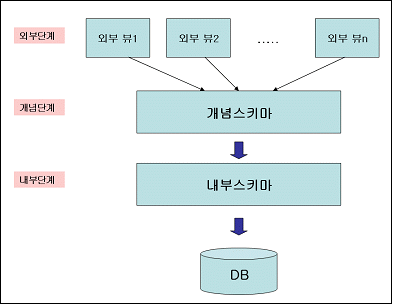 외부단계
외부 뷰1
외부 뷰2
.....
외부 뷰n
개념단계
개념스키마
내부단계
내부스키마
DB